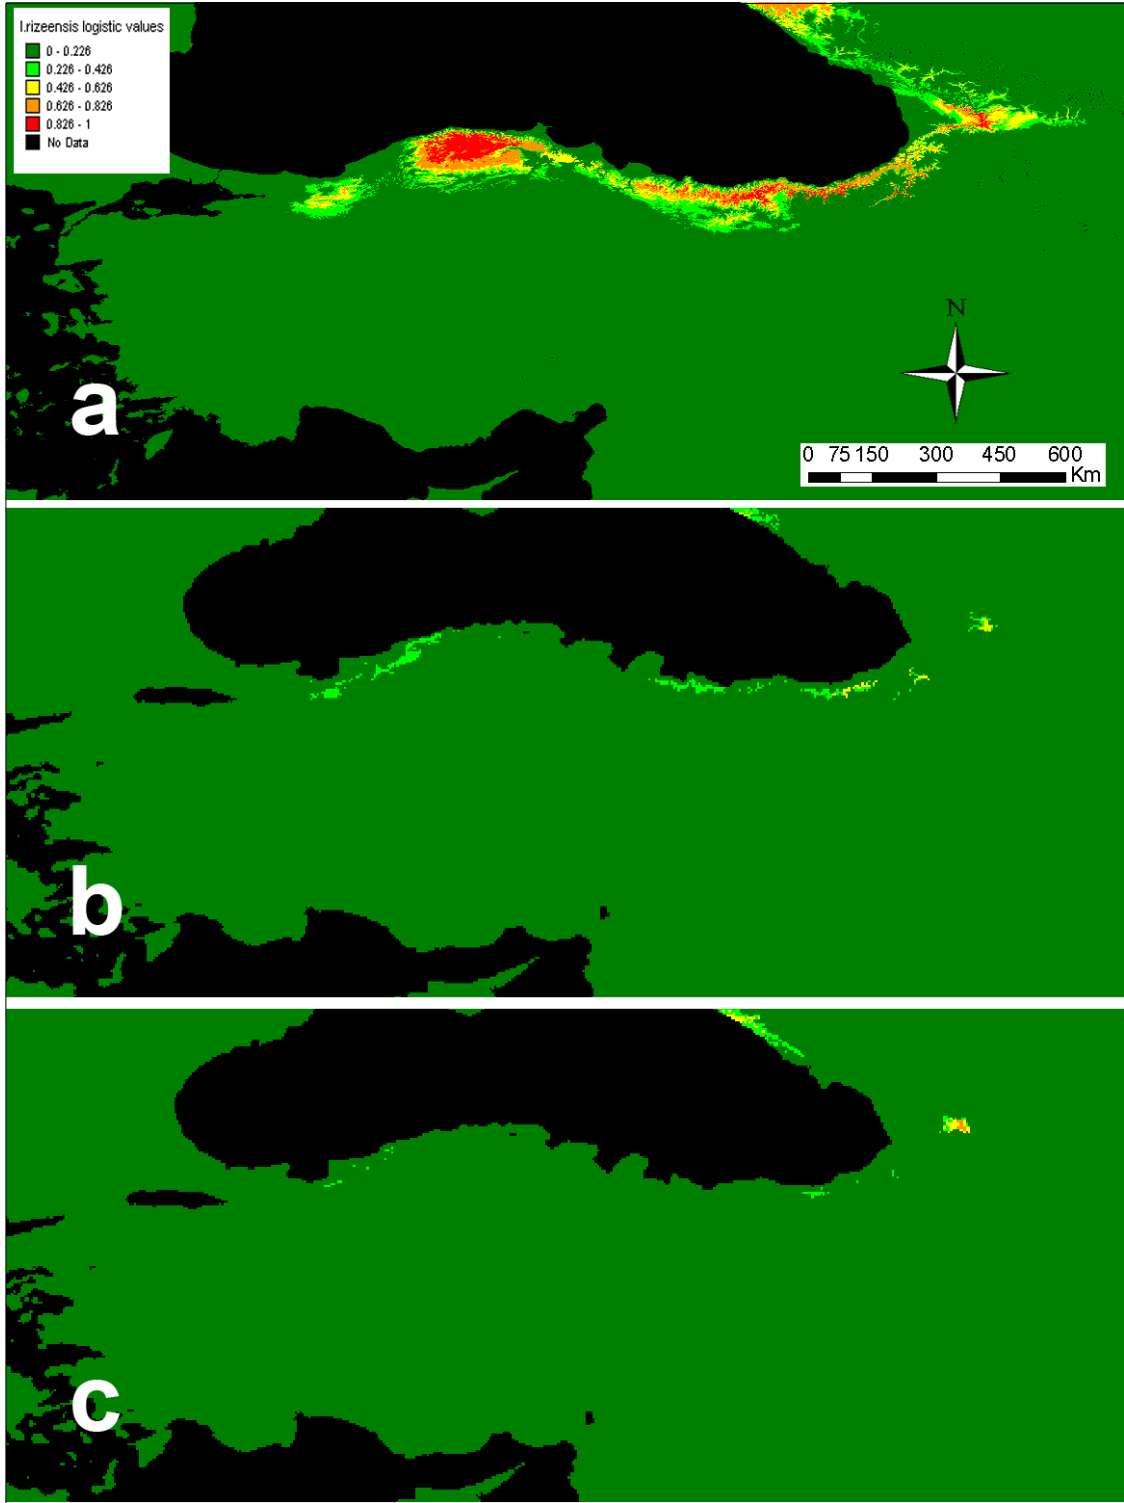 I.rizeensis logistic values
0 - 0.226
0.226 - 0.426
0.426 - 0.626
0.626 - 0.826
0.826 - 1
No Data
N
a
0 75 150 300 450 600
Km
b
c